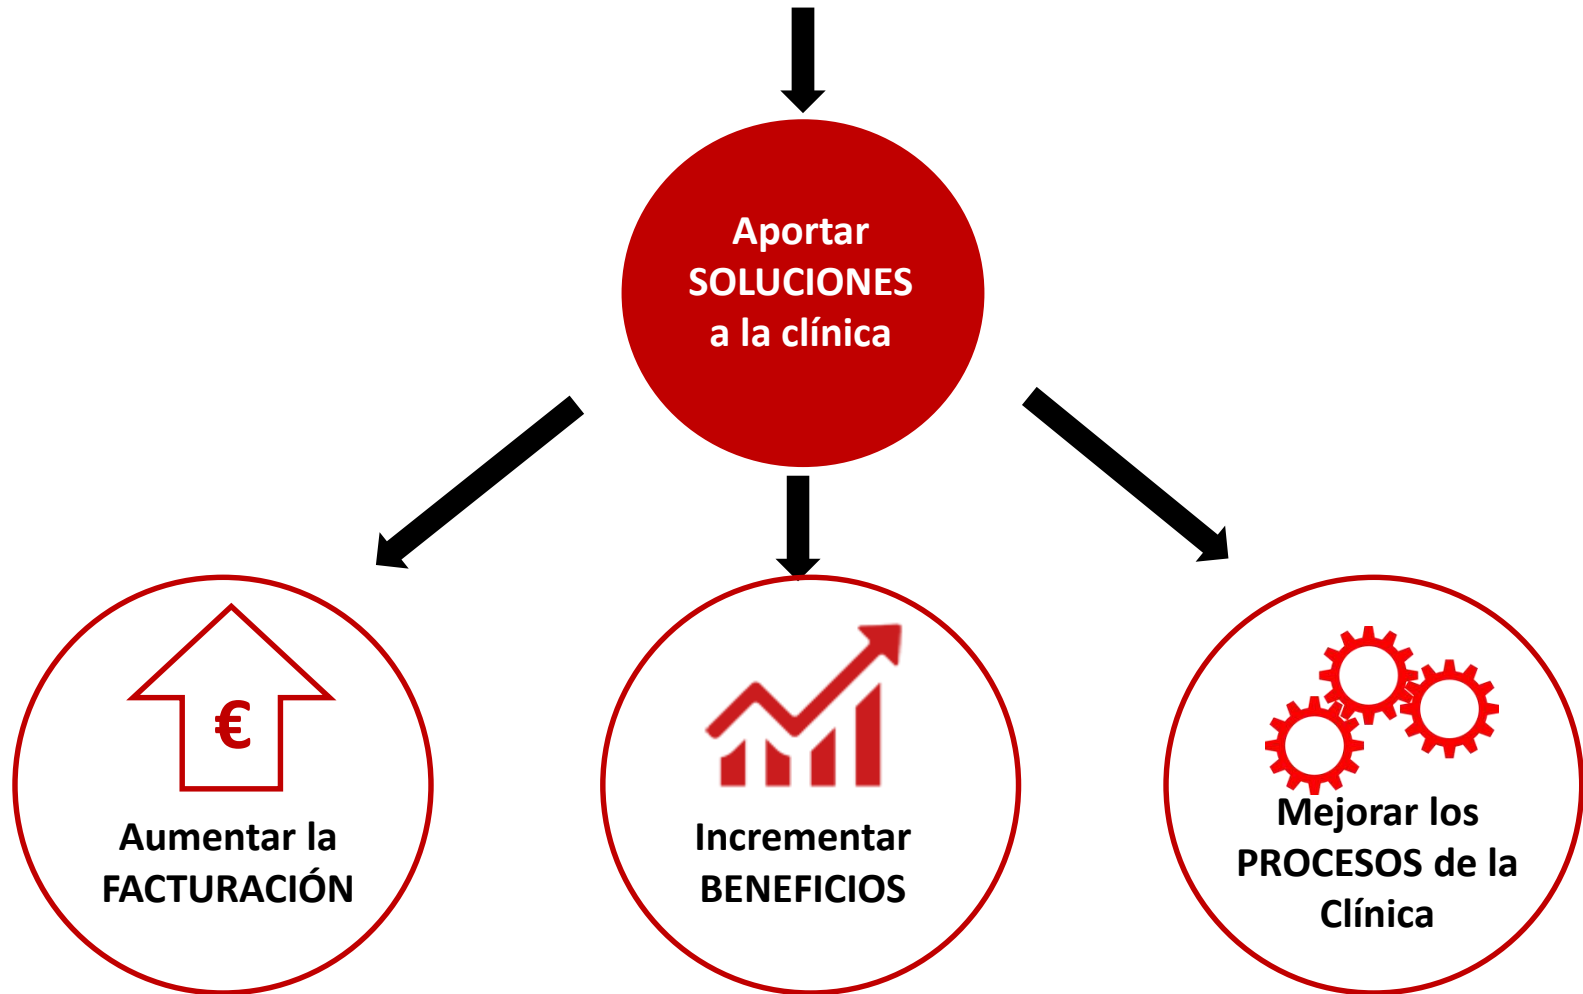 Aportar
SOLUCIONES
a la clínica
€
Aumentar la
FACTURACIÓN
Incrementar
BENEFICIOS
Mejorar los
PROCESOS de la
Clínica